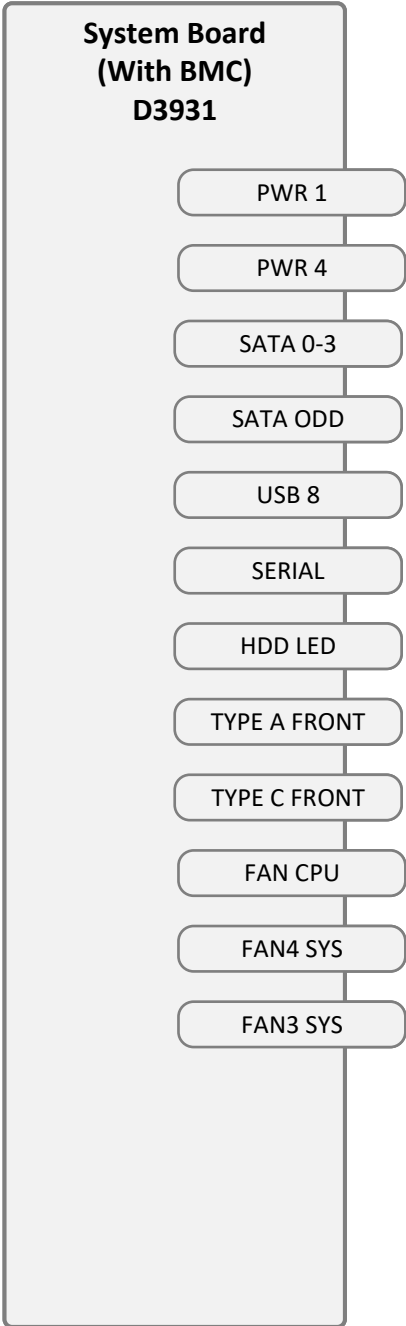 System Board
(With BMC)
D3931
PWR 1
PWR 4
SATA 0-3
SATA ODD
USB 8
SERIAL
HDD LED
TYPE A FRONT
TYPE C FRONT
FAN CPU
FAN4 SYS
FAN3 SYS